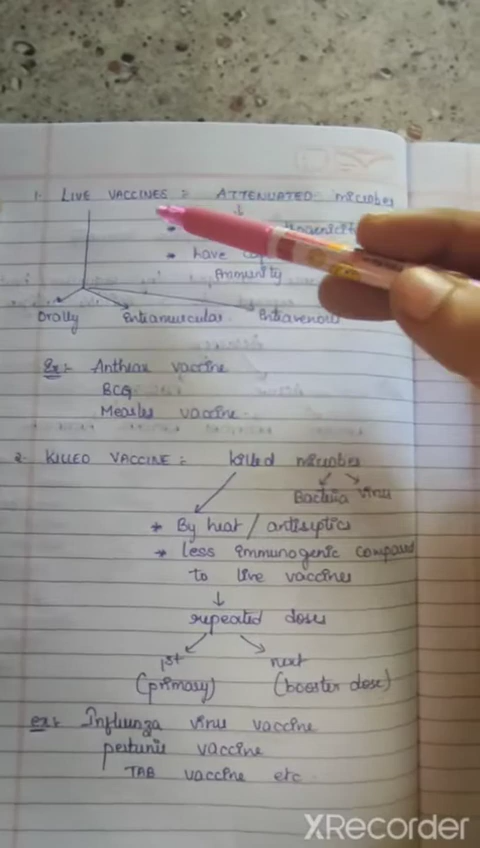 1. LIVE VACCINES : ATTENUATED microbes
* have
Immunity
Orally Intramuscular Intravenous
Ex:- Anthrax vaccine
BCG
Measles vaccine
2. KILLED VACCINE : killed microbes
Bacteria Virus
* By heat / antiseptics
* Less immunogenic compared
to live vaccines
repeated doses
1st next
(primary) (booster dose)
ex:- Influenza virus vaccine
pertusis vaccine
TAB vaccine etc
XRecorder